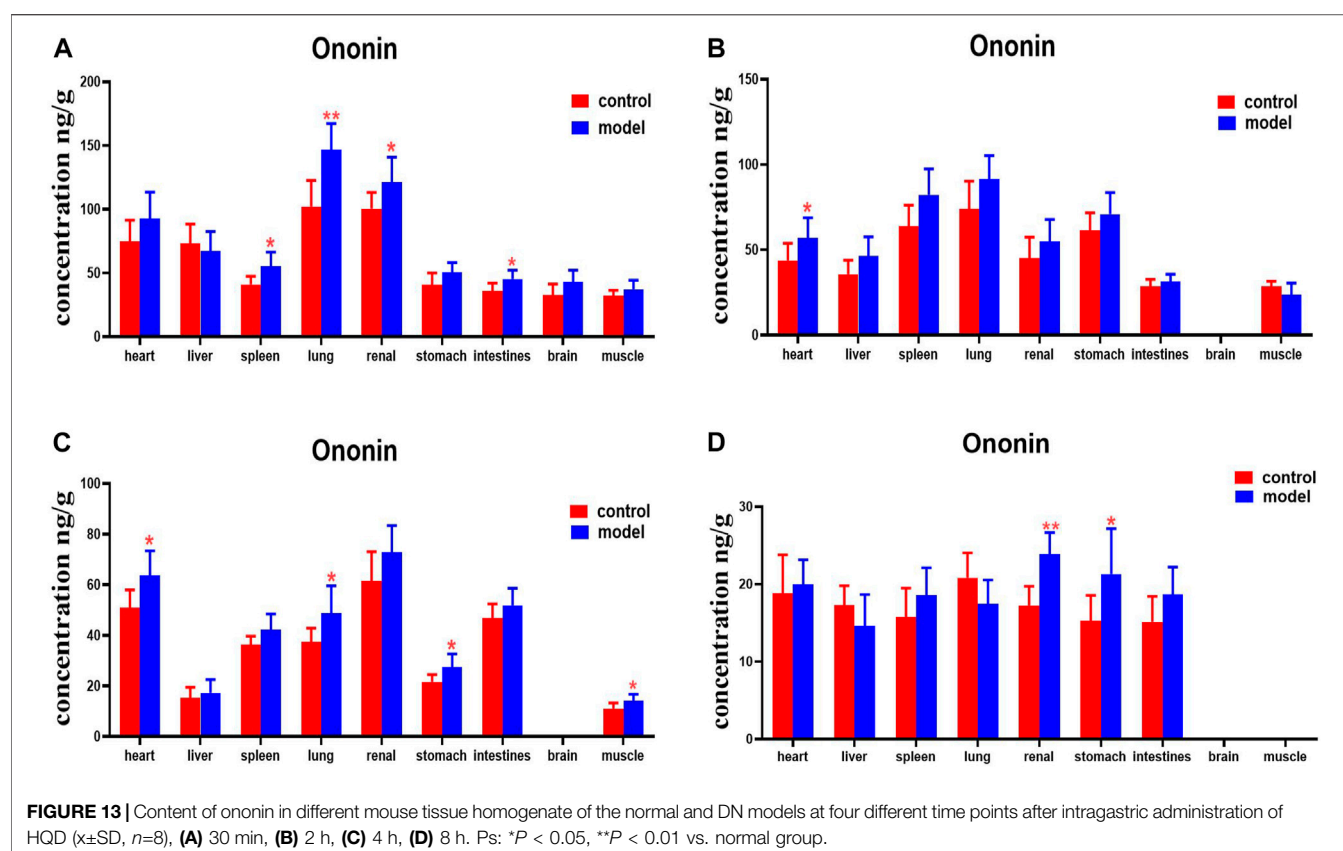 A
Ononin
concentration ng/g
200
150
100
50
0
control
model
**
*
*
*
heart liver spleen lung renal stomach intestines brain muscle
B
Ononin
concentration ng/g
150
100
50
0
control
model
*
heart liver spleen lung renal stomach intestines brain muscle
C
Ononin
concentration ng/g
100
80
60
40
20
0
control
model
*
*
*
*
heart liver spleen lung renal stomach intestines brain muscle
D
Ononin
concentration ng/g
30
20
10
0
control
model
**
*
heart liver spleen lung renal stomach intestines brain muscle
FIGURE 13 | Content of ononin in different mouse tissue homogenate of the normal and DN models at four different time points after intragastric administration of
HQD (x±SD, n=8), (A) 30 min, (B) 2 h, (C) 4 h, (D) 8 h. Ps: *P < 0.05, **P < 0.01 vs. normal group.